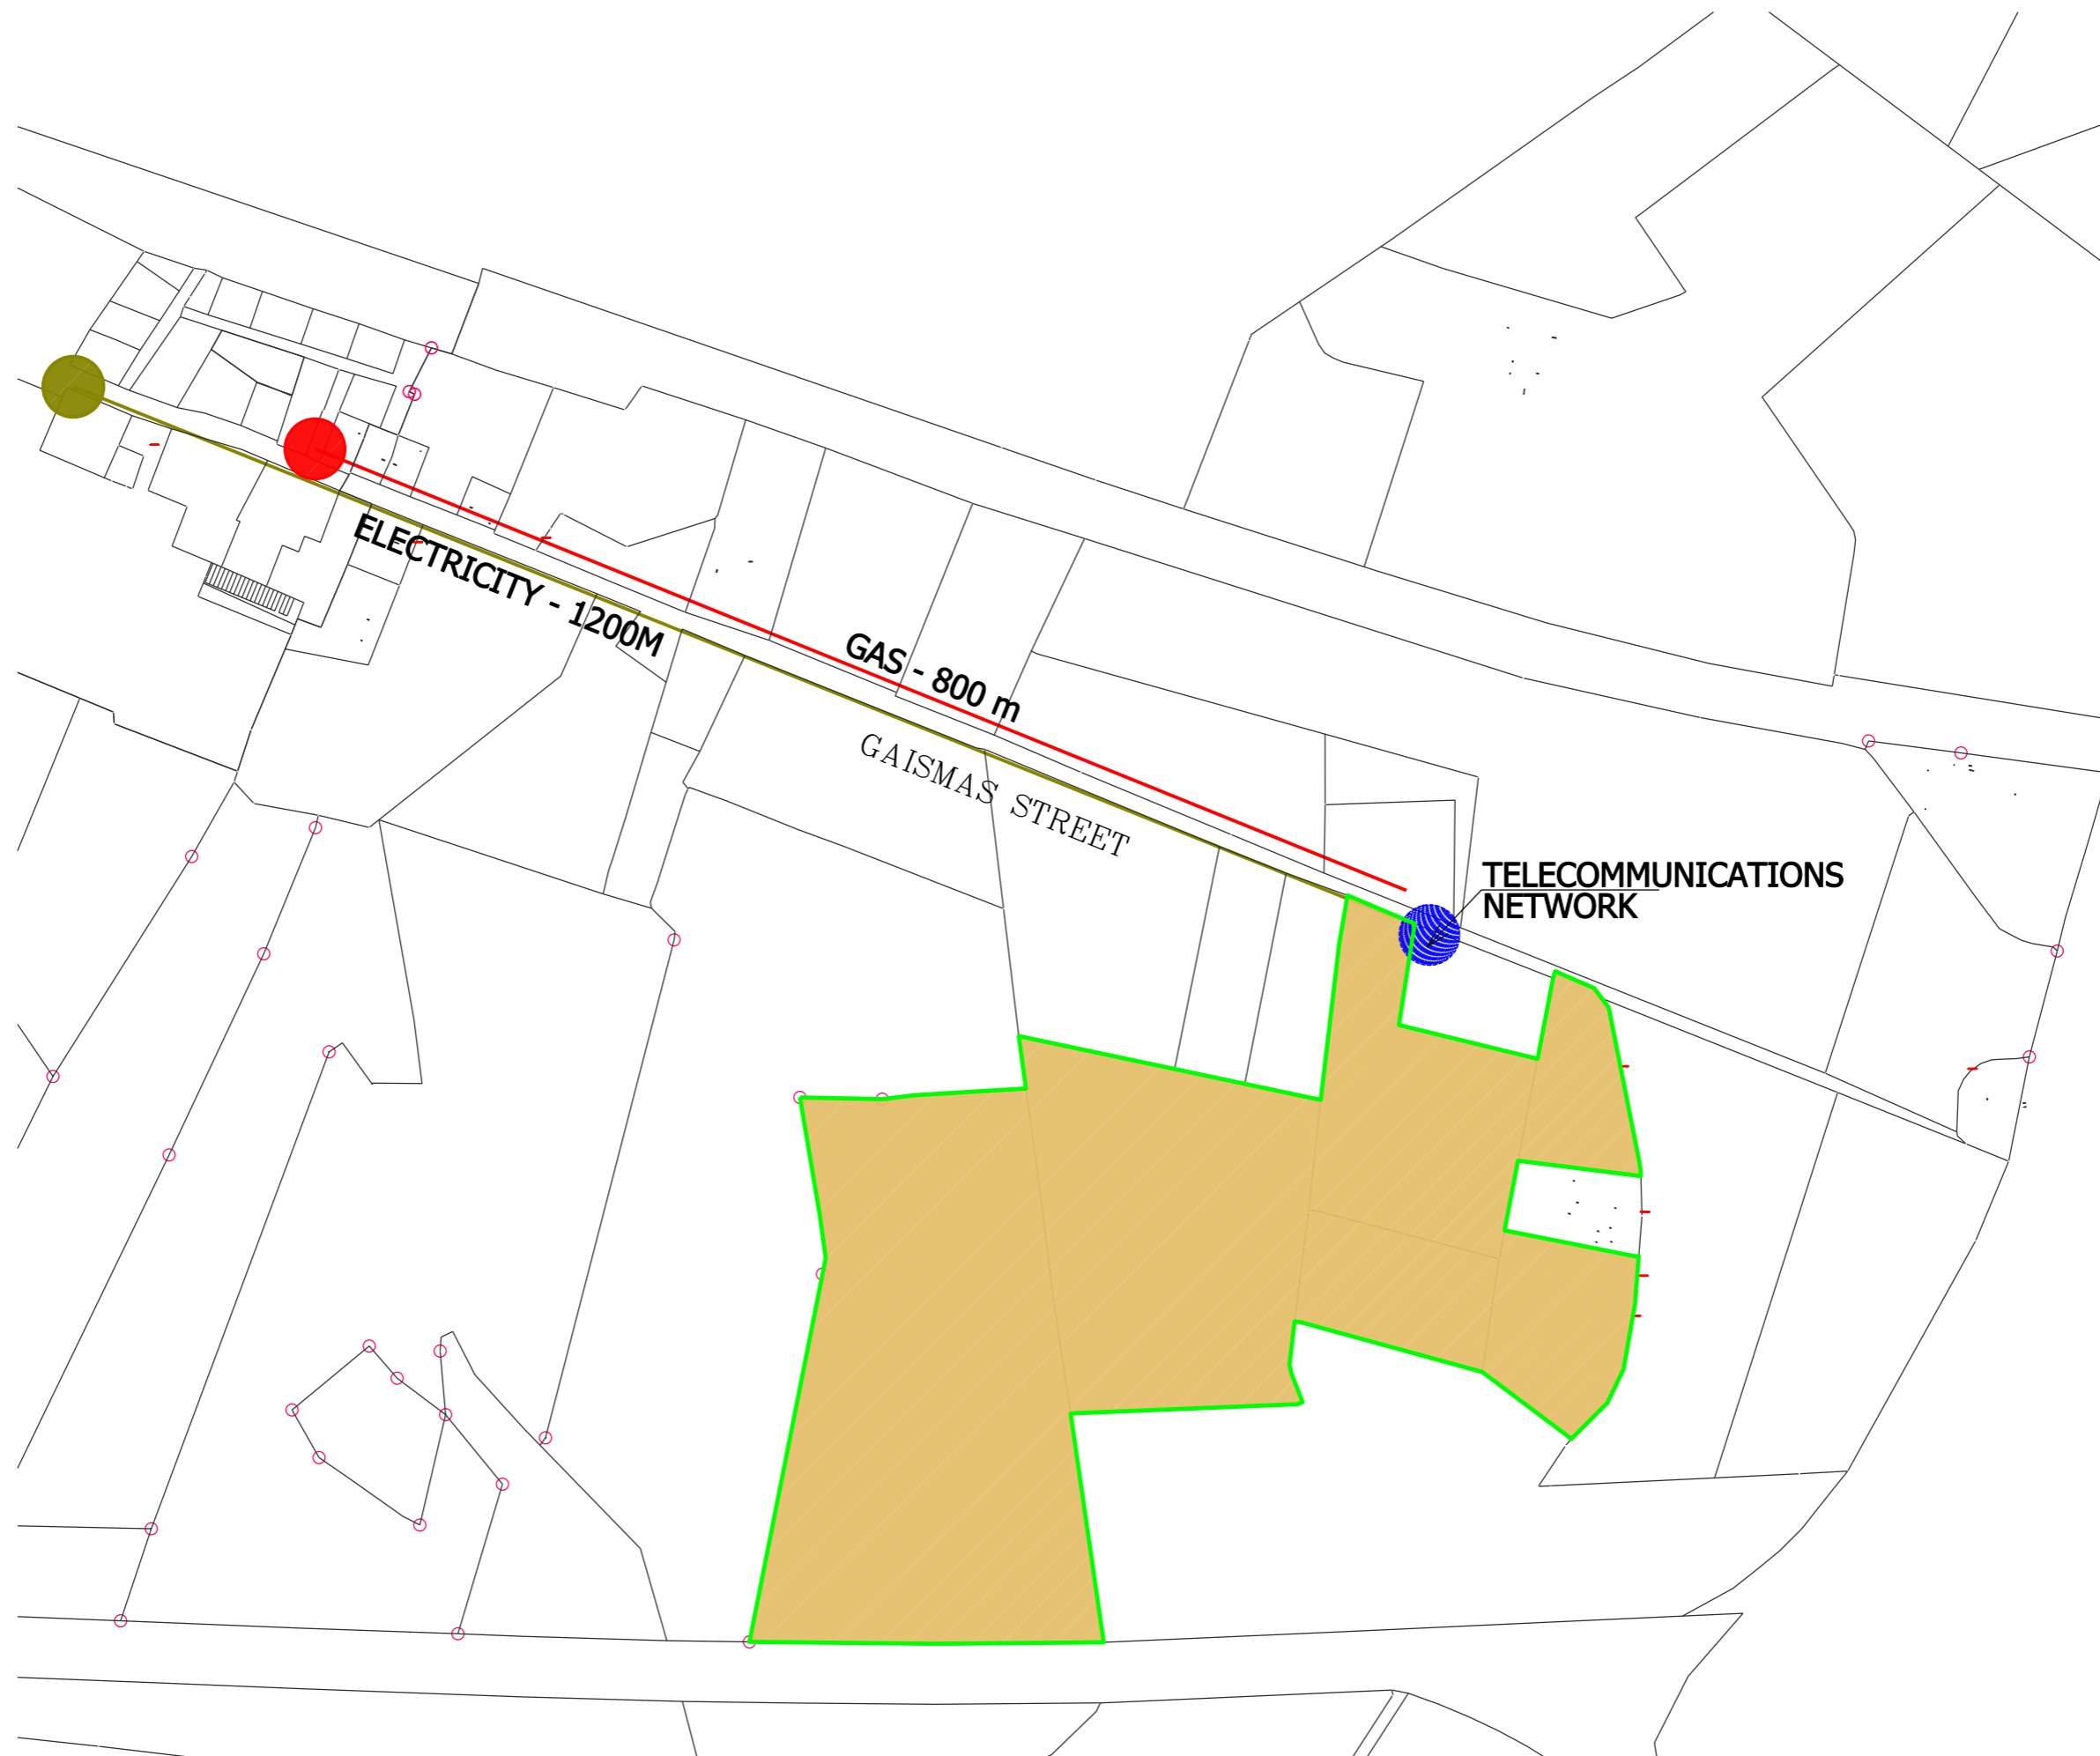 ELECTRICITY - 1200M
GAS - 800 m
GAISMAS STREET
TELECOMMUNICATIONS
NETWORK